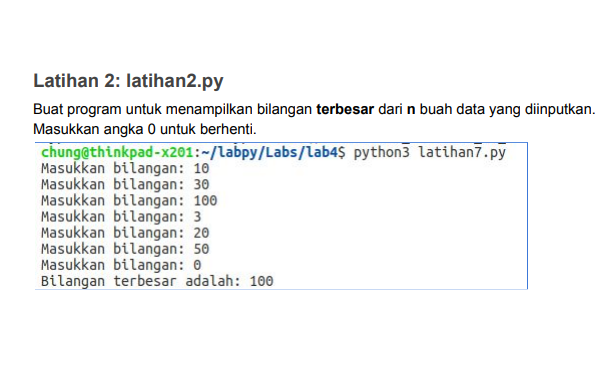 Latihan 2: latihan2.py
Buat program untuk menampilkan bilangan terbesar dari n buah data yang diinputkan.
Masukkan angka 0 untuk berhenti.
chung@thinkpad-x201:~/labpy/Labs/lab4$ python3 latihan7.py
Masukkan bilangan: 10
Masukkan bilangan: 30
Masukkan bilangan: 100
Masukkan bilangan: 3
Masukkan bilangan: 20
Masukkan bilangan: 50
Masukkan bilangan: 0
Bilangan terbesar adalah: 100